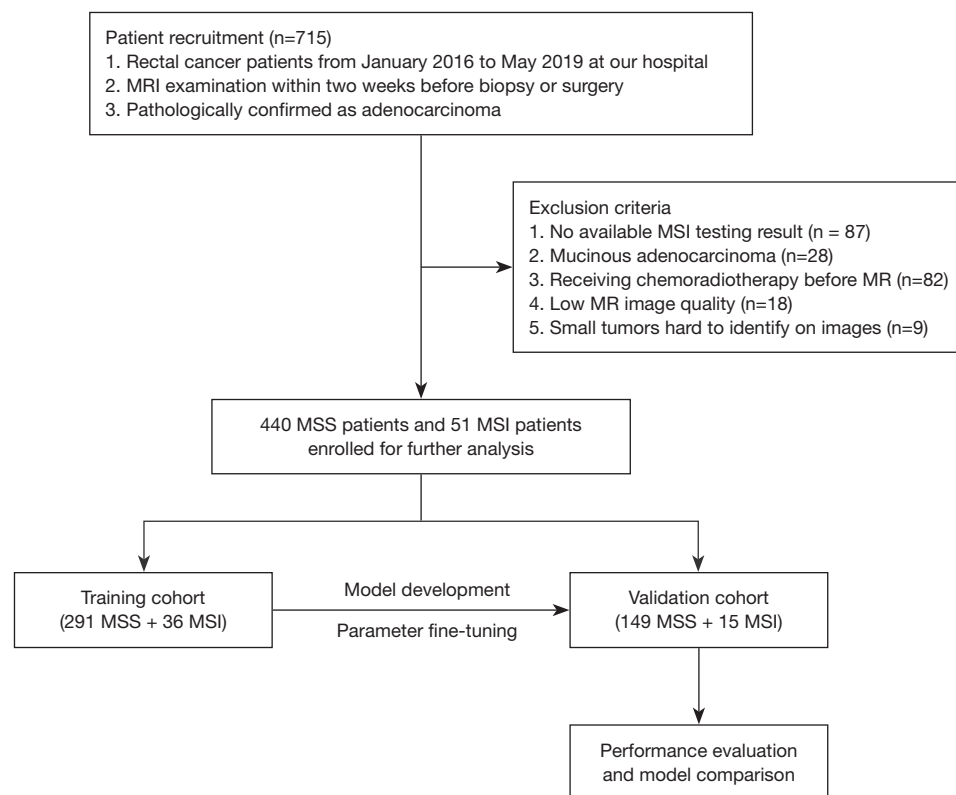 Patient recruitment (n=715)
1. Rectal cancer patients from January 2016 to May 2019 at our hospital
2. MRI examination within two weeks before biopsy or surgery
3. Pathologically confirmed as adenocarcinoma
Exclusion criteria
1. No available MSI testing result (n = 87)
2. Mucinous adenocarcinoma (n=28)
3. Receiving chemoradiotherapy before MR (n=82)
4. Low MR image quality (n=18)
5. Small tumors hard to identify on images (n=9)
440 MSS patients and 51 MSI patients
enrolled for further analysis
Training cohort
(291 MSS + 36 MSI)
Model development
Parameter fine-tuning
Validation cohort
(149 MSS + 15 MSI)
Performance evaluation
and model comparison